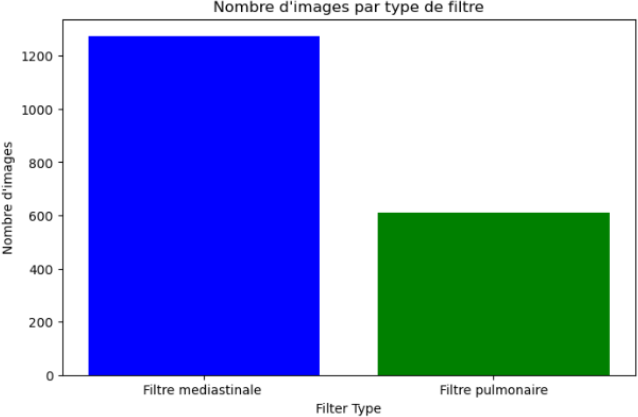 Nombre d'images par type de filtre
Nombre d'images
1200
1000
800
600
400
200
0
Filtre mediastinale
Filtre pulmonaire
Filter Type